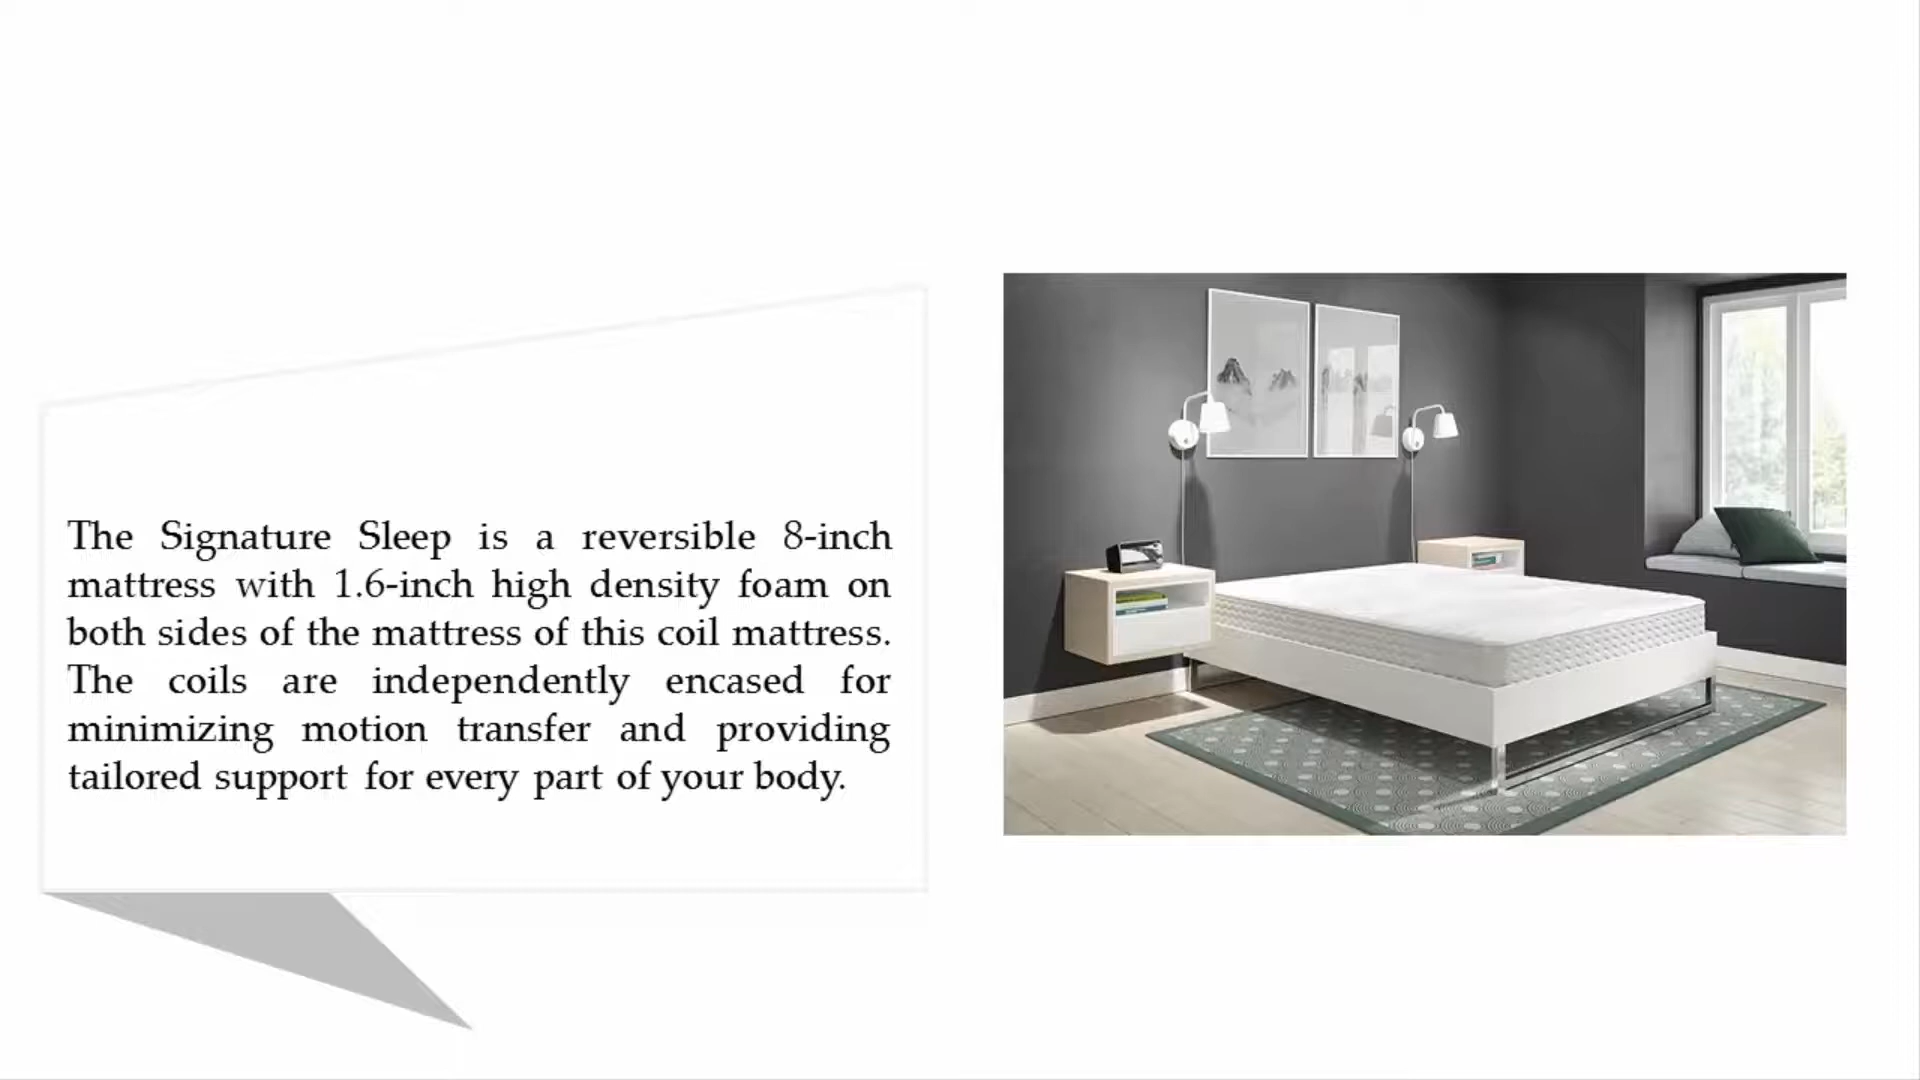 The Signature Sleep is a reversible 8-inch
mattress with 1.6-inch high density foam on
both sides of the mattress of this coil mattress.
The coils are independently encased for
minimizing motion transfer and providing
tailored support for every part of your body.